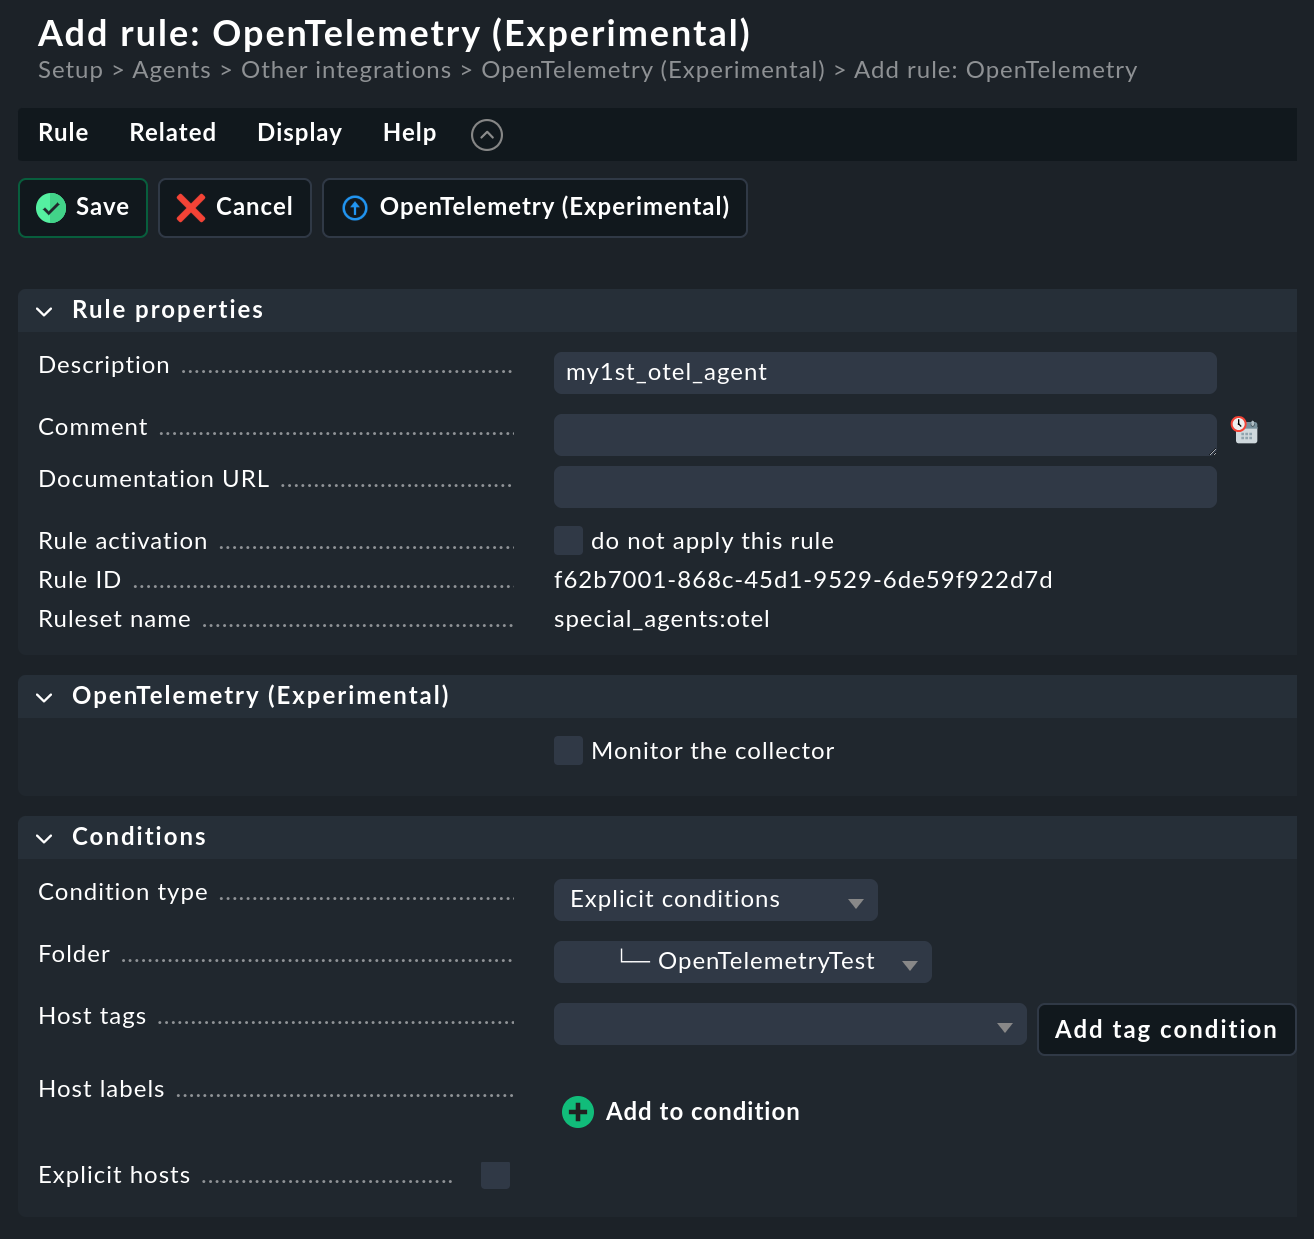 Add rule: OpenTelemetry (Experimental)
Setup > Agents > Other integrations > OpenTelemetry (Experimental) > Add rule: OpenTelemetry
Rule Related Display Help
Save Cancel OpenTelemetry (Experimental)
Rule properties
Description my1st_otel_agent
Comment
Documentation URL
Rule activation do not apply this rule
Rule ID f62b7001-868c-45d1-9529-6de59f922d7d
Ruleset name special_agents:otel
OpenTelemetry (Experimental)
Monitor the collector
Conditions
Condition type Explicit conditions
Folder └─ OpenTelemetryTest
Host tags Add tag condition
Host labels
Add to condition
Explicit hosts